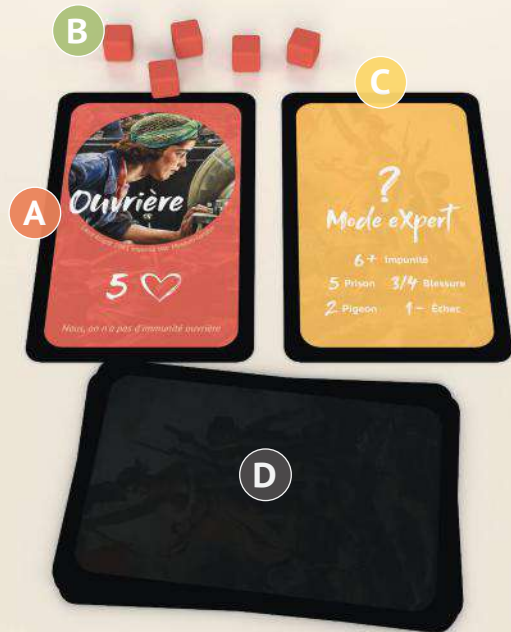 B
C
A
Ouvrière
5
Nous, on n'a pas d'immunité ouvrière
?
Mode eXpert
6+ Impunité
5 Prison 3/4 Blessure
2 Pigeon 1- Échec
D